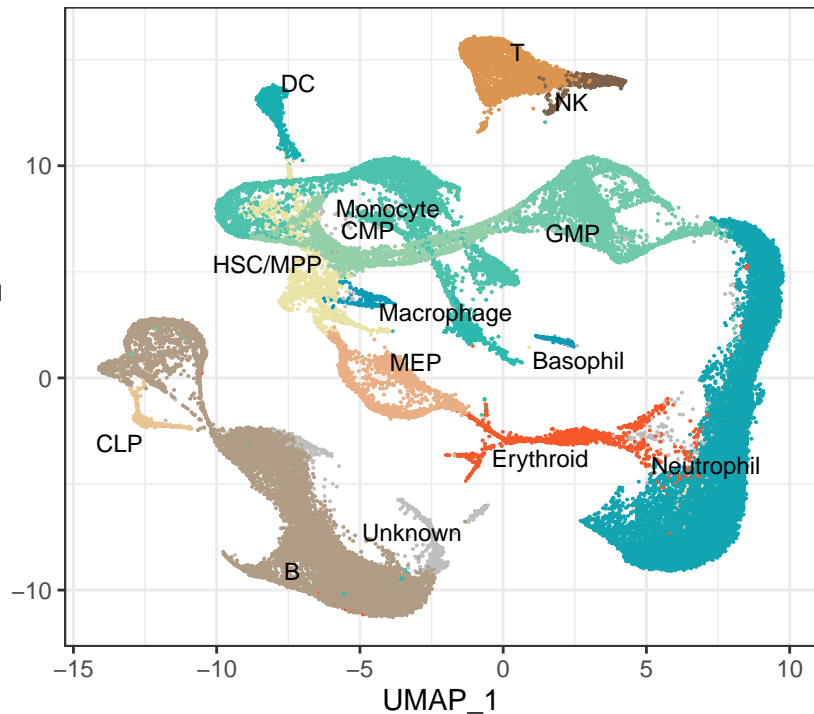 T
DC
NK
10
Monocyte
CMP
GMP
HSC/MPP
Macrophage
Basophil
MEP
0
CLP
Erythroid
Neutrophil
Unknown
B
−10
−15
−10
−5
0
5
10
UMAP_1